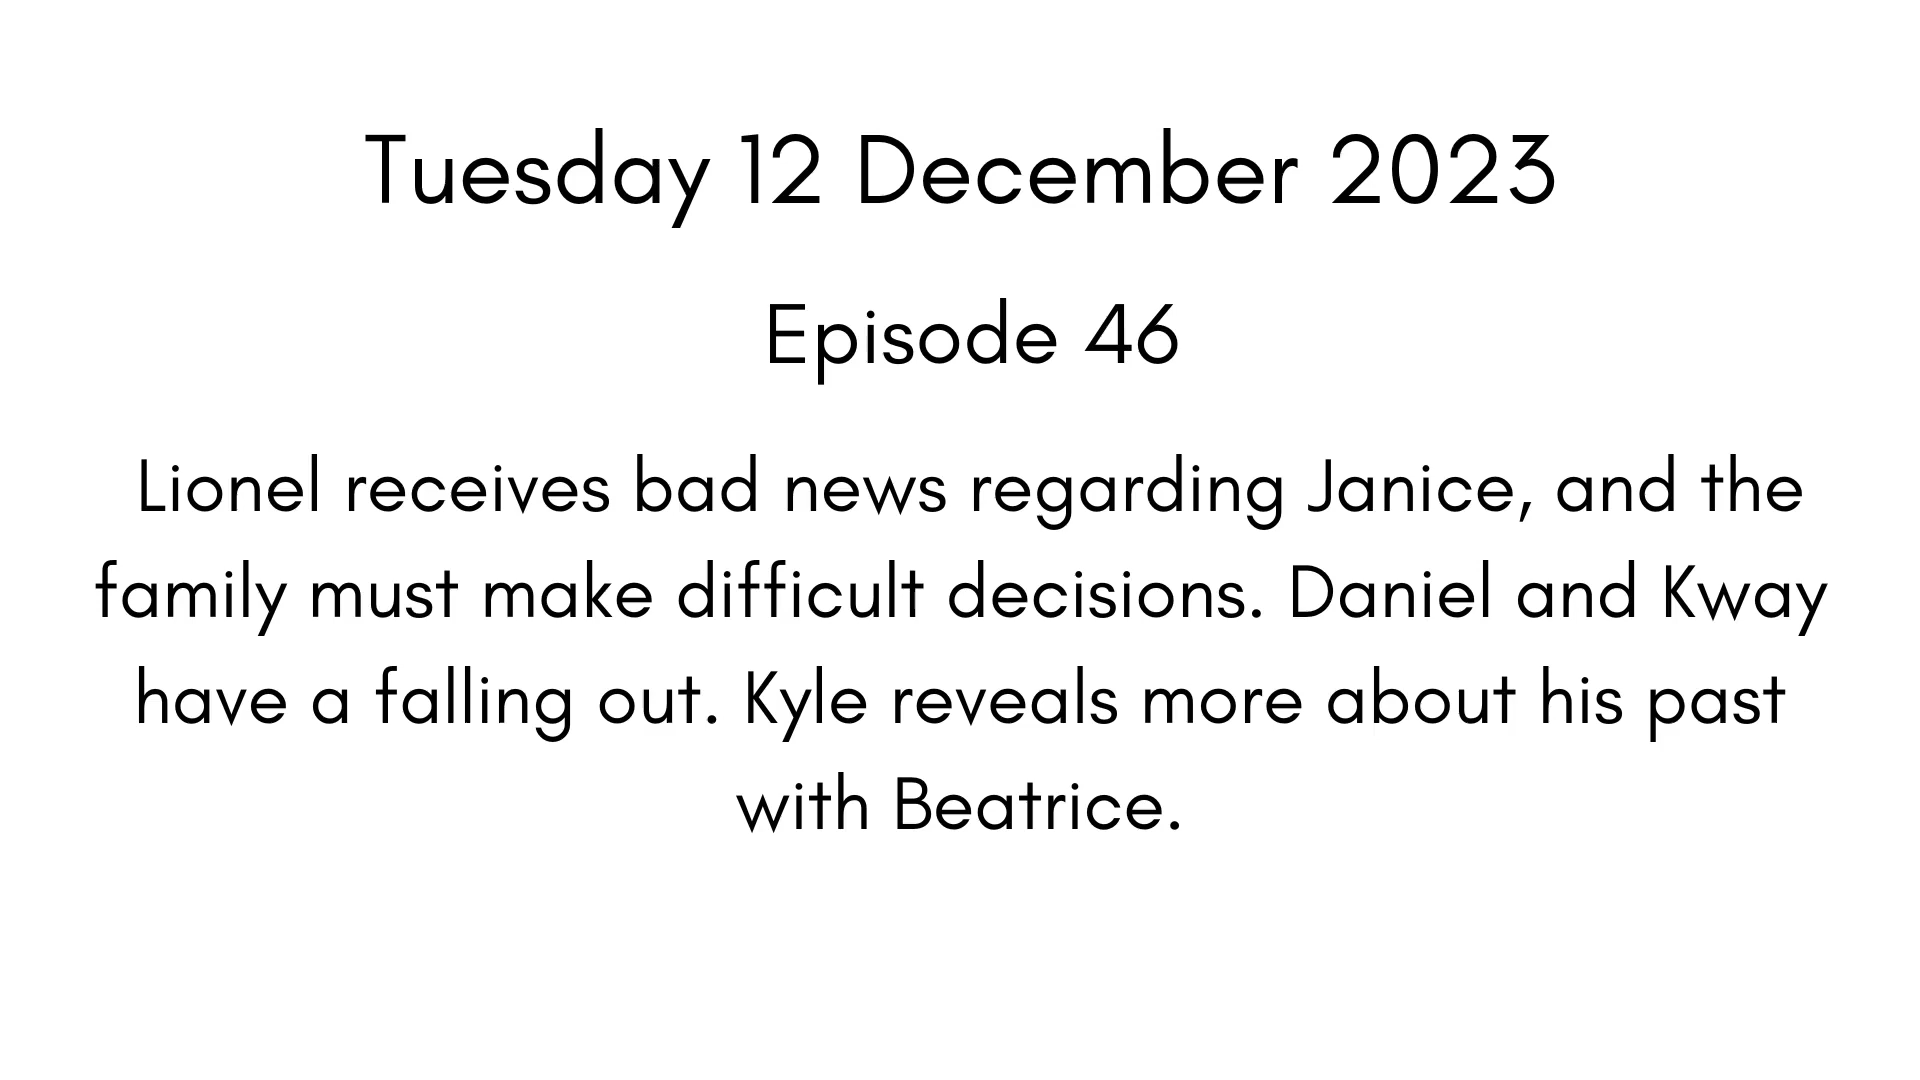 Tuesday 12 December 2023
Episode 46
Lionel receives bad news regarding Janice, and the
family must make difficult decisions. Daniel and Kway
have a falling out. Kyle reveals more about his past
with Beatrice.